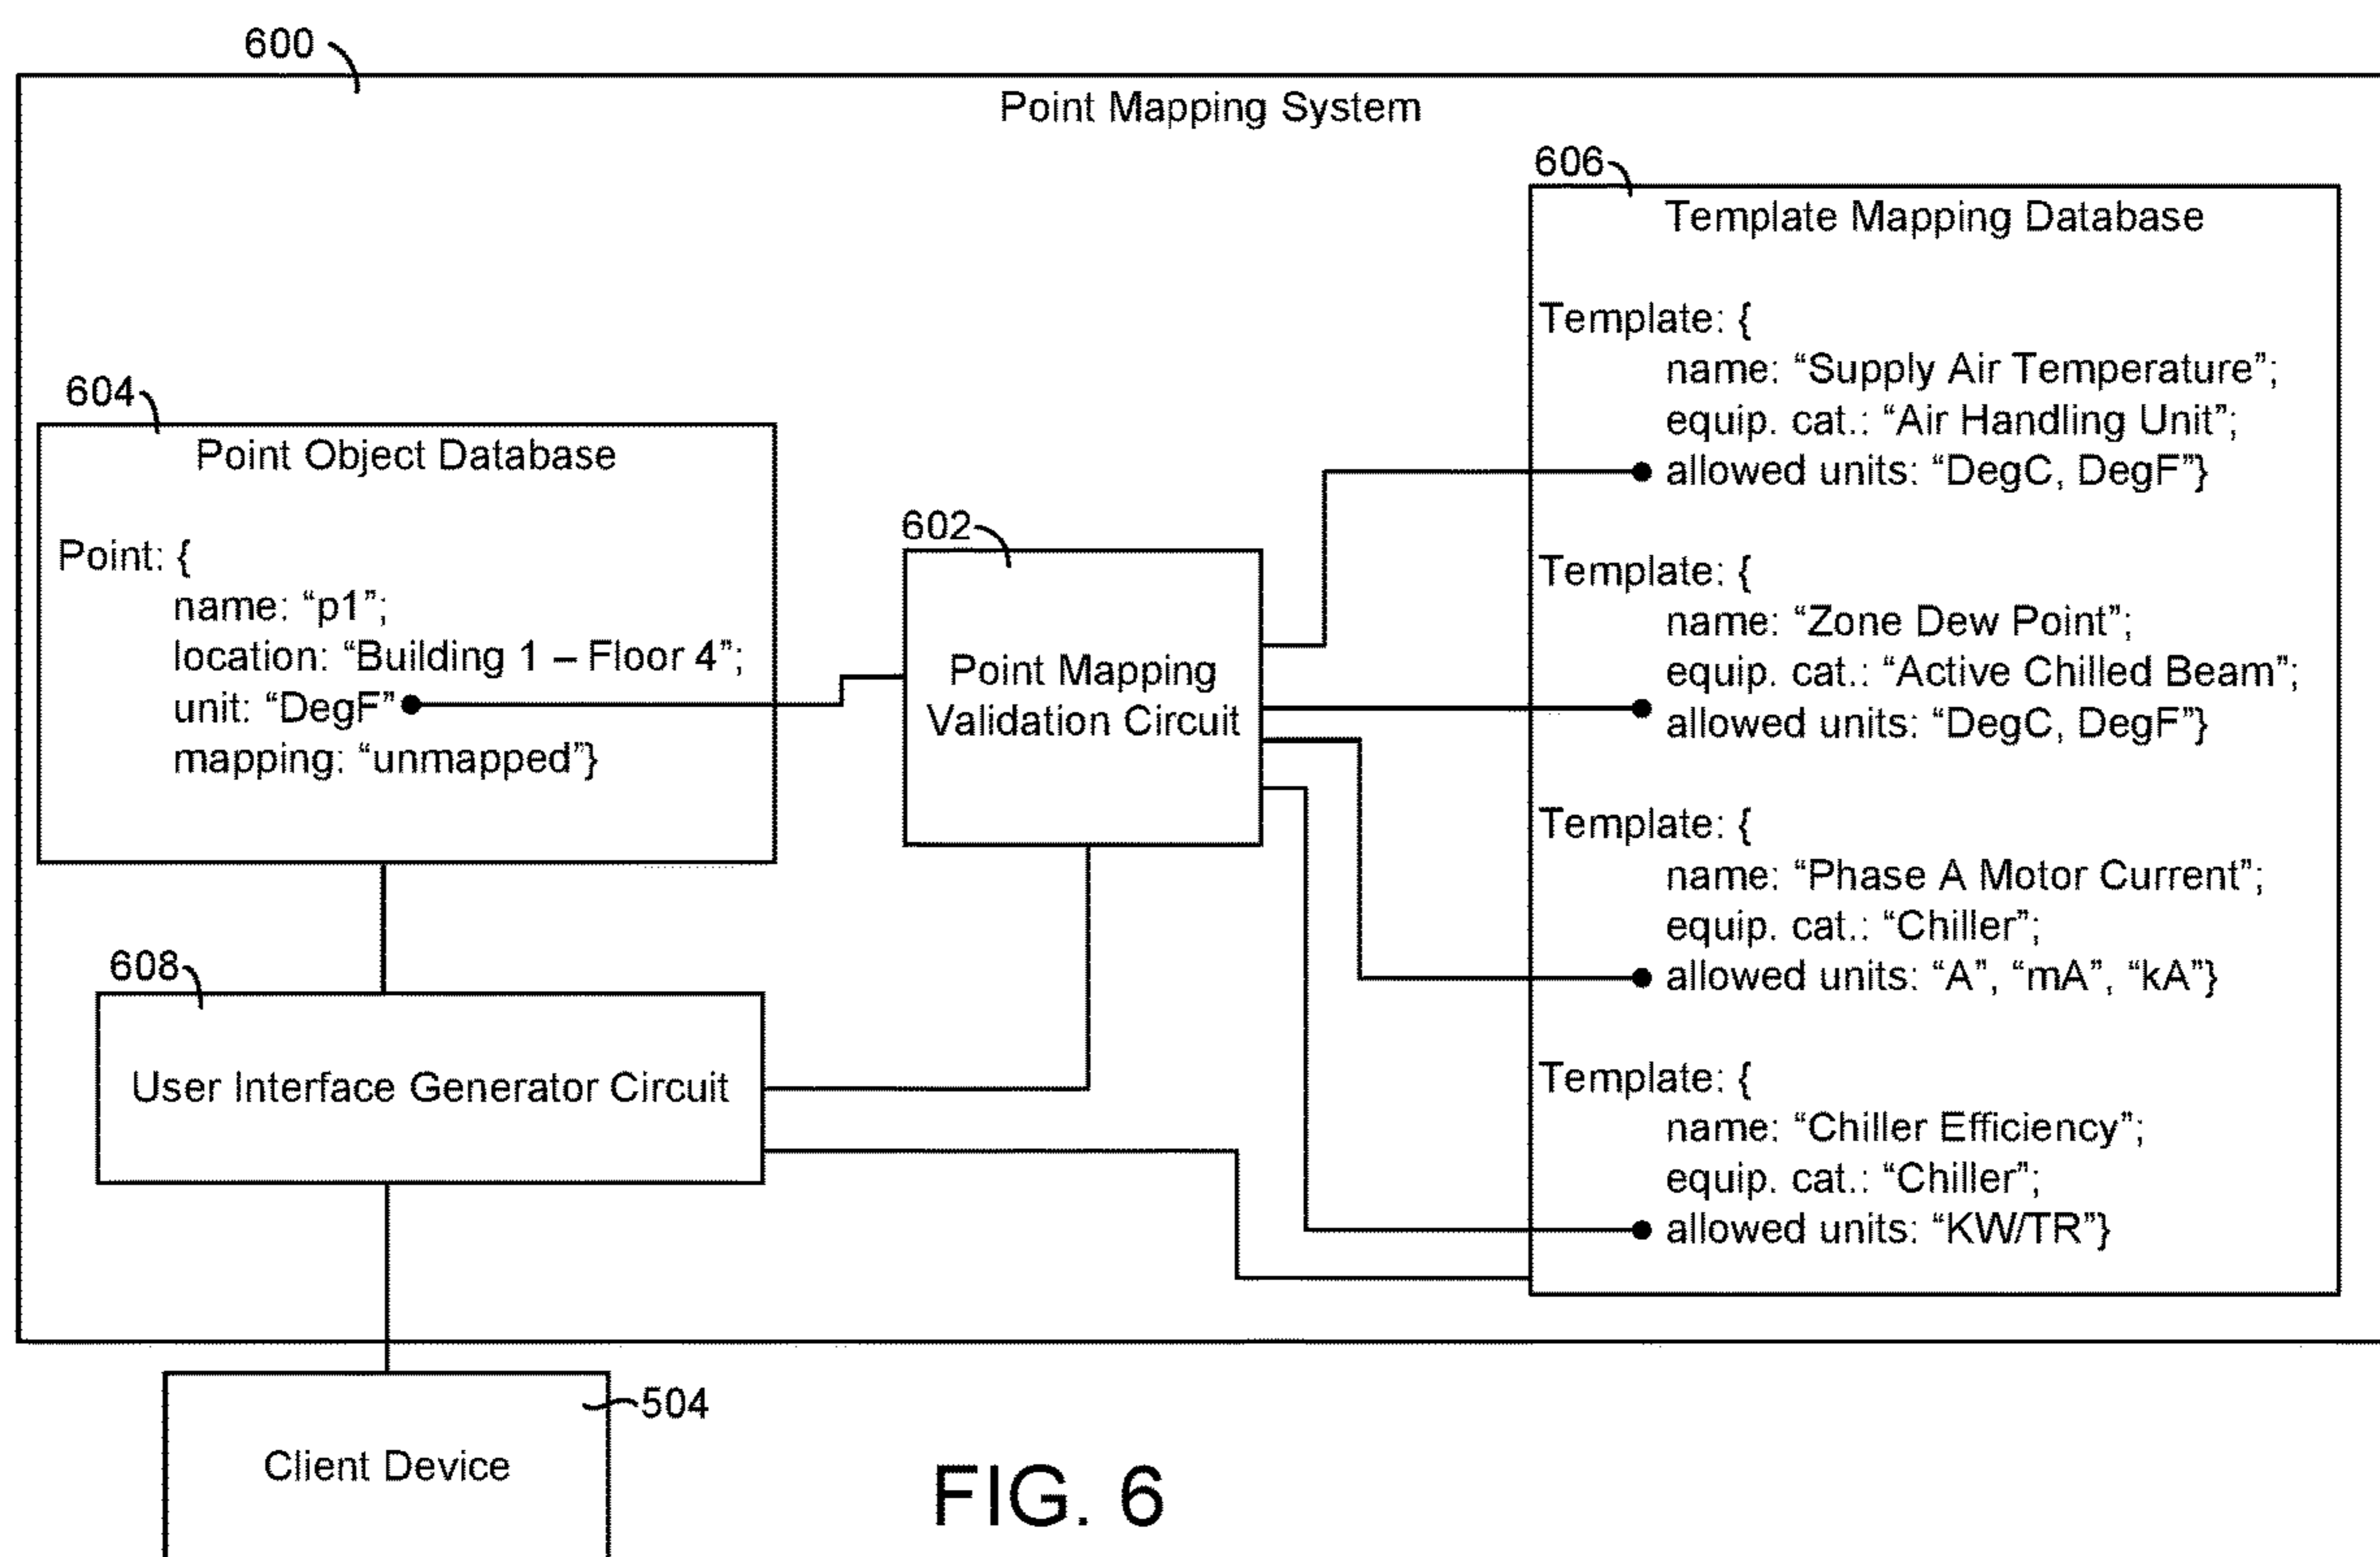 600
Point Mapping System
604
Point Object Database
Point: {
name: “p1”;
location: “Building 1 – Floor 4”;
unit: “DegF”
mapping: “unmapped”}
602
Point Mapping
Validation Circuit
606
Template Mapping Database
Template: {
name: “Supply Air Temperature”;
equip. cat.: “Air Handling Unit”;
allowed units: “DegC, DegF”}
Template: {
name: “Zone Dew Point”;
equip. cat.: “Active Chilled Beam”;
allowed units: “DegC, DegF”}
Template: {
name: “Phase A Motor Current”;
equip. cat.: “Chiller”;
allowed units: “A”, “mA”, “kA”}
Template: {
name: “Chiller Efficiency”;
equip. cat.: “Chiller”;
allowed units: “KW/TR”}
608
User Interface Generator Circuit
504
Client Device
FIG. 6